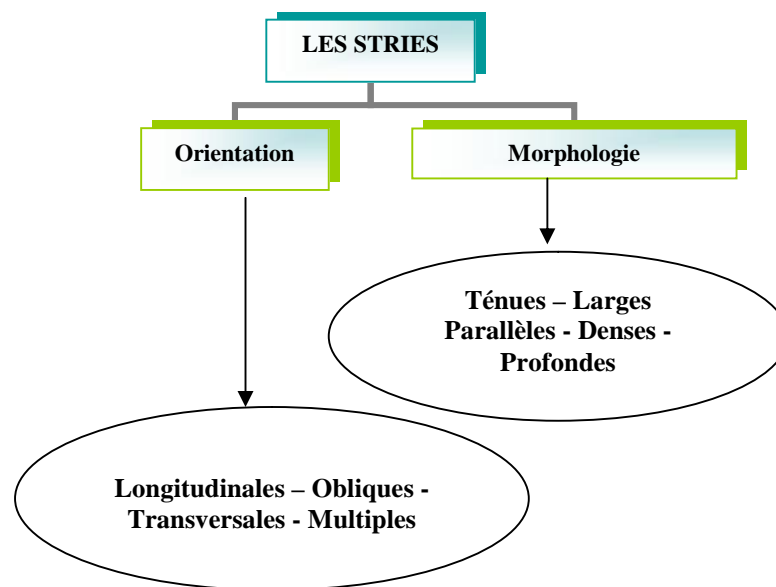 LES STRIES
Orientation
Morphologie
Ténues – Larges
Parallèles - Denses -
Profondes
Longitudinales – Obliques -
Transversales - Multiples